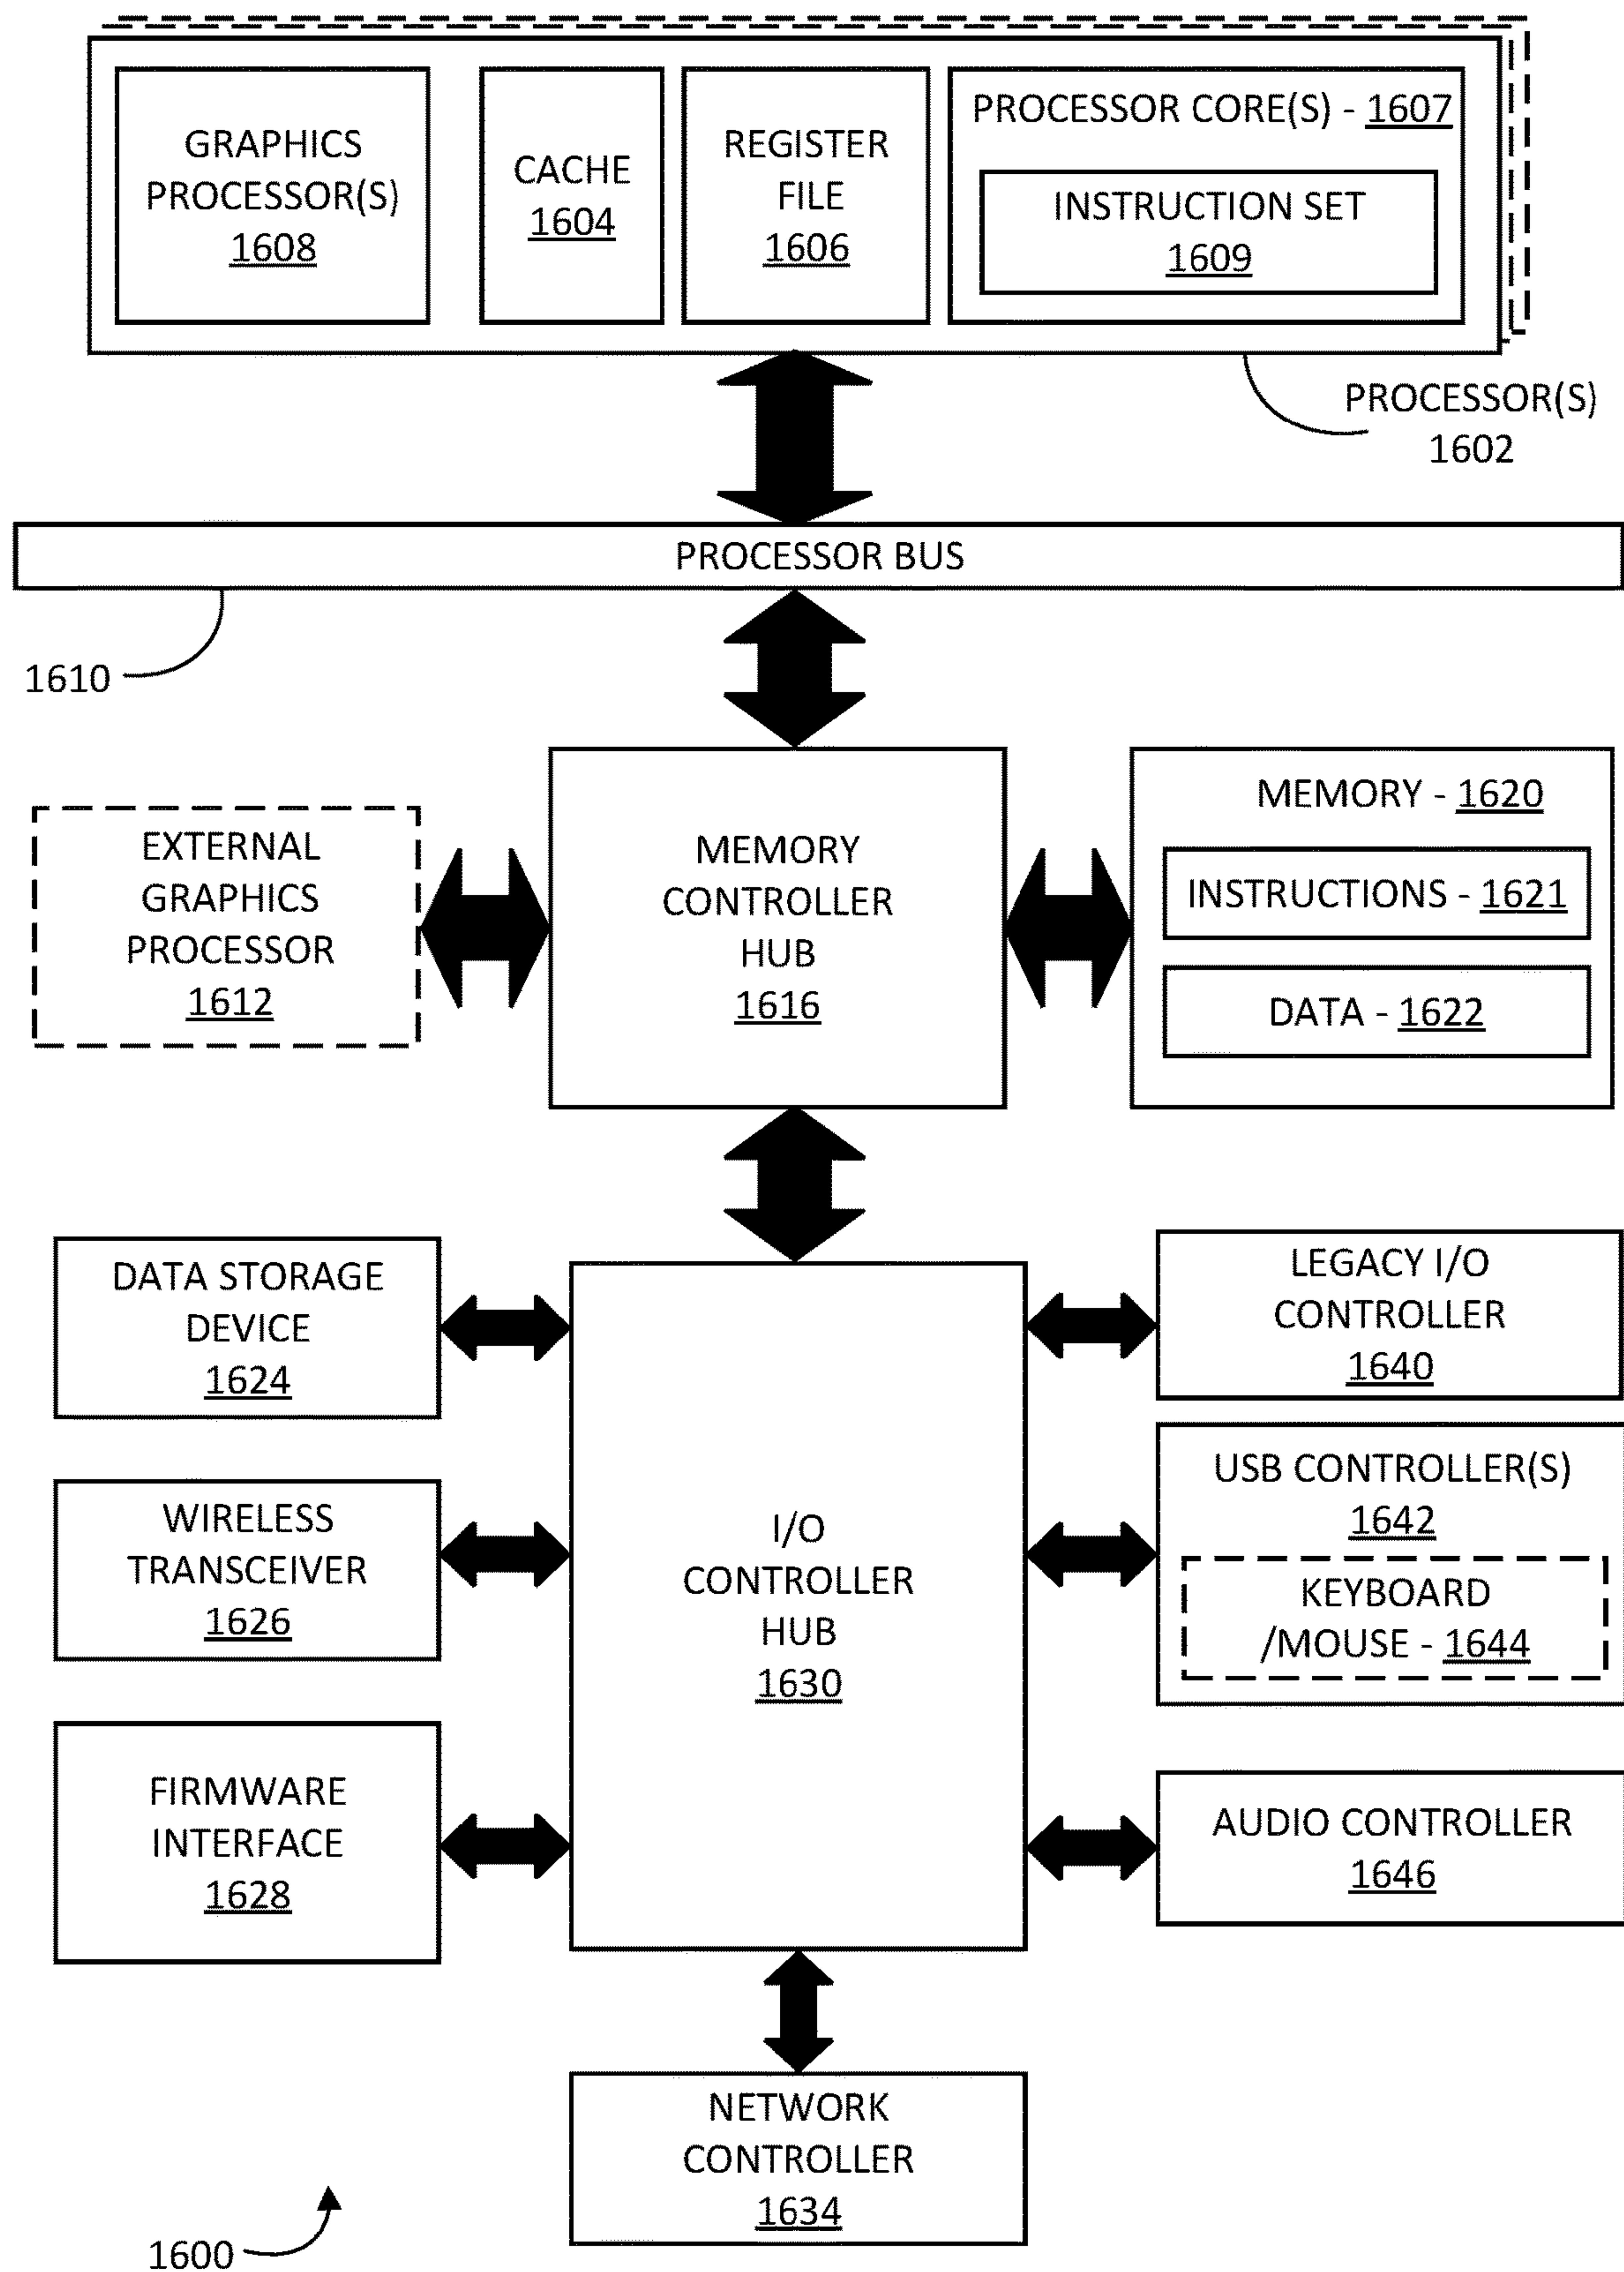 GRAPHICS
PROCESSOR(S)
1608
CACHE
1604
REGISTER
FILE
1606
PROCESSOR CORE(S) - 1607
INSTRUCTION SET
1609
PROCESSOR(S)
1602
PROCESSOR BUS
1610
EXTERNAL
GRAPHICS
PROCESSOR
1612
MEMORY
CONTROLLER
HUB
1616
MEMORY - 1620
INSTRUCTIONS - 1621
DATA - 1622
DATA STORAGE
DEVICE
1624
WIRELESS
TRANSCEIVER
1626
FIRMWARE
INTERFACE
1628
I/O
CONTROLLER
HUB
1630
LEGACY I/O
CONTROLLER
1640
USB CONTROLLER(S)
1642
KEYBOARD
/MOUSE - 1644
AUDIO CONTROLLER
1646
NETWORK
CONTROLLER
1634
1600